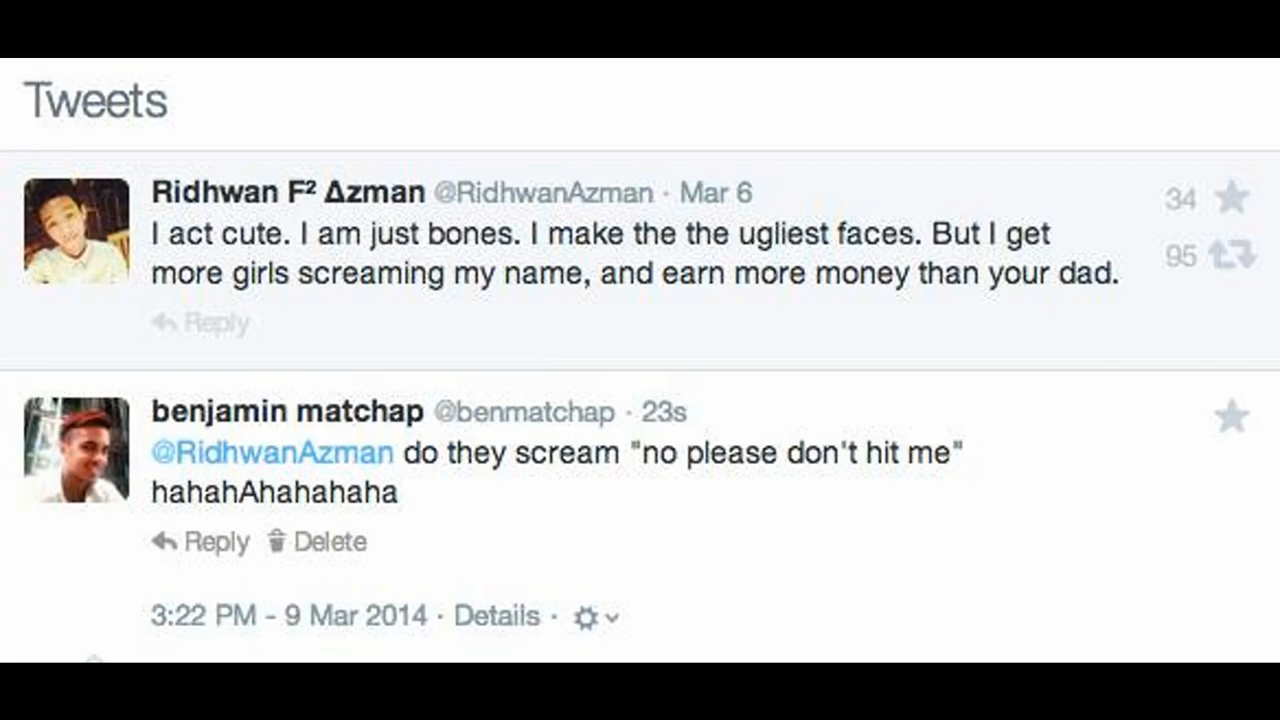 Tweets
Ridhwan F² Δzman @RidhwanAzman · Mar 6
34
I act cute. I am just bones. I make the the ugliest faces. But I get
95
more girls screaming my name, and earn more money than your dad.
Reply
benjamin matchap @benmatchap · 23s
@RidhwanAzman do they scream "no please don't hit me"
hahahAhahahaha
Reply Delete
3:22 PM - 9 Mar 2014 · Details ·